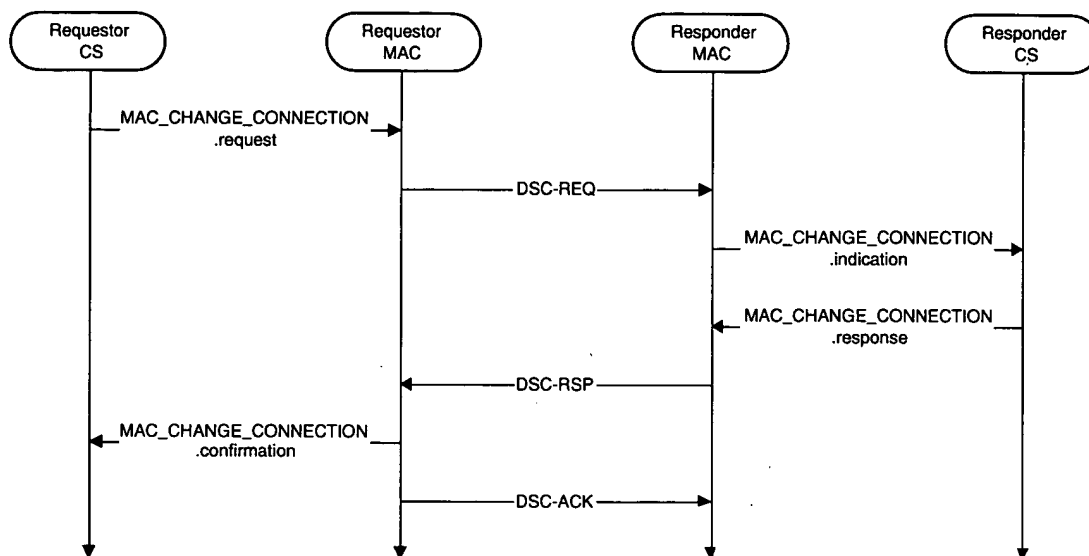 Requestor
CS
Requestor
MAC
Responder
MAC
Responder
CS
MAC_CHANGE_CONNECTION
.request
DSC-REQ
MAC_CHANGE_CONNECTION
.indication
MAC_CHANGE_CONNECTION
.response
DSC-RSP
MAC_CHANGE_CONNECTION
.confirmation
DSC-ACK